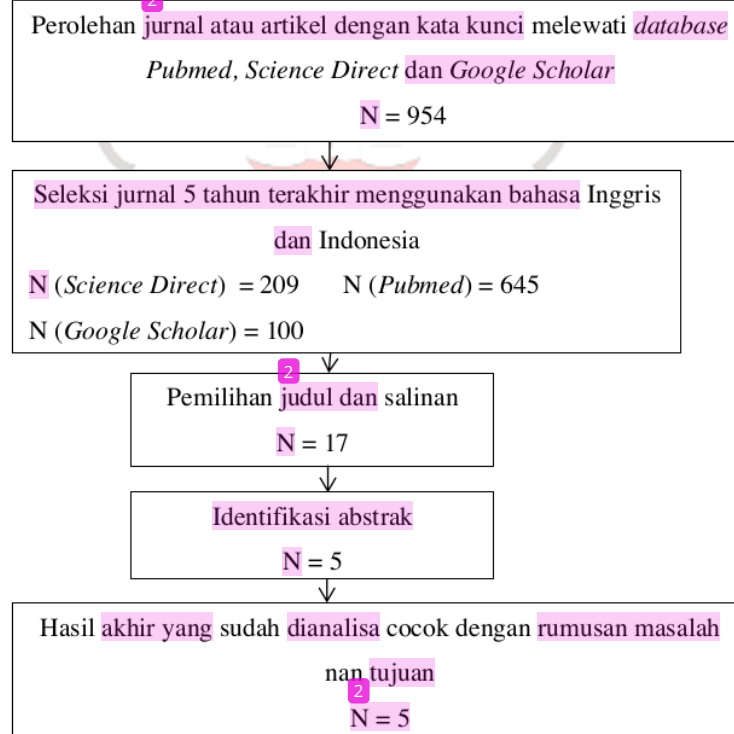 2
Perolehan jurnal atau artikel dengan kata kunci melewati database
Pubmed, Science Direct dan Google Scholar
N = 954
Seleksi jurnal 5 tahun terakhir menggunakan bahasa Inggris
dan Indonesia
N (Science Direct) = 209 N (Pubmed) = 645
N (Google Scholar) = 100
2
Pemilihan judul dan salinan
N = 17
Identifikasi abstrak
N = 5
Hasil akhir yang sudah dianalisa cocok dengan rumusan masalah
nan tujuan
2
N = 5